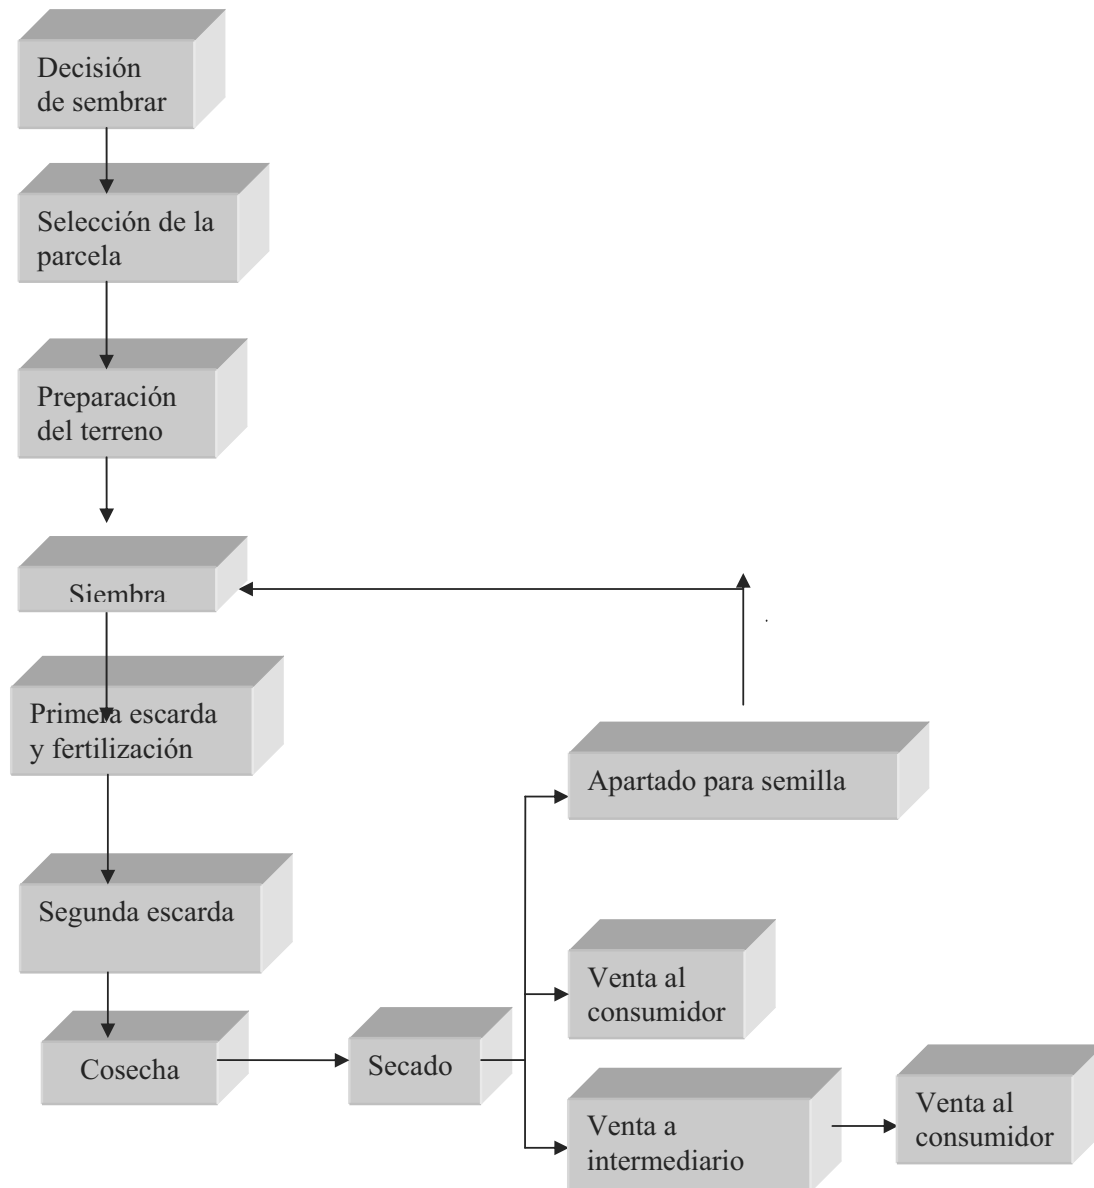 Decisión
de sembrar
Selección de la
parcela
Preparación
del terreno
Siembra
Primera escarda
y fertilización
Apartado para semilla
Segunda escarda
Venta al
consumidor
Cosecha
Secado
Venta a
intermediario
Venta al
consumidor